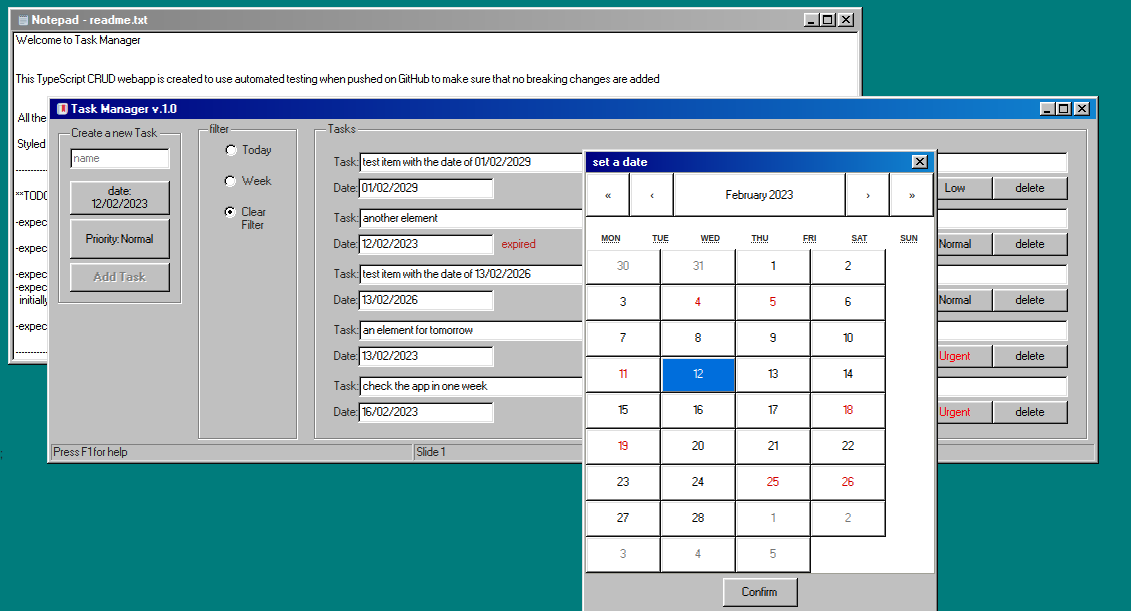 Notepad - readme.txt
Welcome to Task Manager
This TypeScript CRUD webapp is created to use automated testing when pushed on GitHub to make sure that no breaking changes are added
All the
Styled
------------
**TODO
-expec
-expec
-expec
-expec
initially
-expec
------------
Task Manager v.1.0
Create a new Task
name
date:
12/02/2023
Priority: Normal
Add Task
filter
Today
Week
Clear
Filter
Tasks
Task: test item with the date of 01/02/2029
Date: 01/02/2029
Low delete
Task: another element
Date: 12/02/2023 expired
Normal delete
Task: test item with the date of 13/02/2026
Date: 13/02/2026
Normal delete
Task: an element for tomorrow
Date: 13/02/2023
Urgent delete
Task: check the app in one week
Date: 16/02/2023
Urgent delete
Press F1 for help
Slide 1
set a date
« ‹ February 2023 › »
MON TUE WED THU FRI SAT SUN
30 31 1 2
3 4 5 6
7 8 9 10
11 12 13 14
15 16 17 18
19 20 21 22
23 24 25 26
27 28 1 2
3 4 5
Confirm